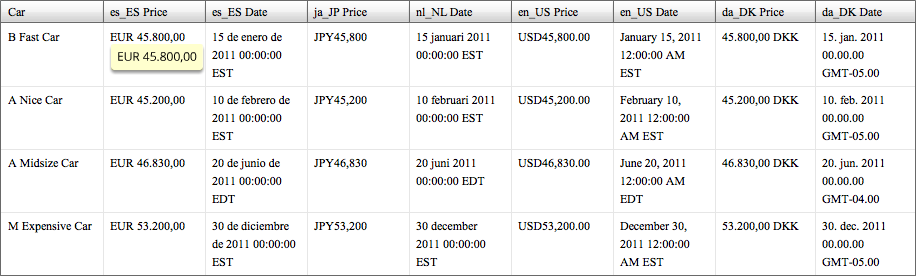 Car es_ES Price es_ES Date ja_JP Price nl_NL Date en_US Price en_US Date da_DK Price da_DK Date
B Fast Car EUR 45.800,00 15 de enero de JPY45,800 15 januari 2011 USD45,800.00 January 15, 45.800,00 DKK 15. jan. 2011
EUR 45.800,00 2011 00:00:00 00:00:00 EST 2011 12:00:00 00.00.00
EST AM EST GMT-05.00
A Nice Car EUR 45.200,00 10 de febrero de JPY45,200 10 februari 2011 USD45,200.00 February 10, 45.200,00 DKK 10. feb. 2011
2011 00:00:00 00:00:00 EST 2011 12:00:00 00.00.00
EST AM EST GMT-05.00
A Midsize Car EUR 46.830,00 20 de junio de JPY46,830 20 juni 2011 USD46,830.00 June 20, 2011 46.830,00 DKK 20. jun. 2011
2011 00:00:00 00:00:00 EDT 12:00:00 AM 00.00.00
EDT EDT GMT-04.00
M Expensive Car EUR 53.200,00 30 de diciembre JPY53,200 30 december USD53,200.00 December 30, 53.200,00 DKK 30. dec. 2011
de 2011 00:00:00 2011 00:00:00 2011 12:00:00 00.00.00
EST EST AM EST GMT-05.00